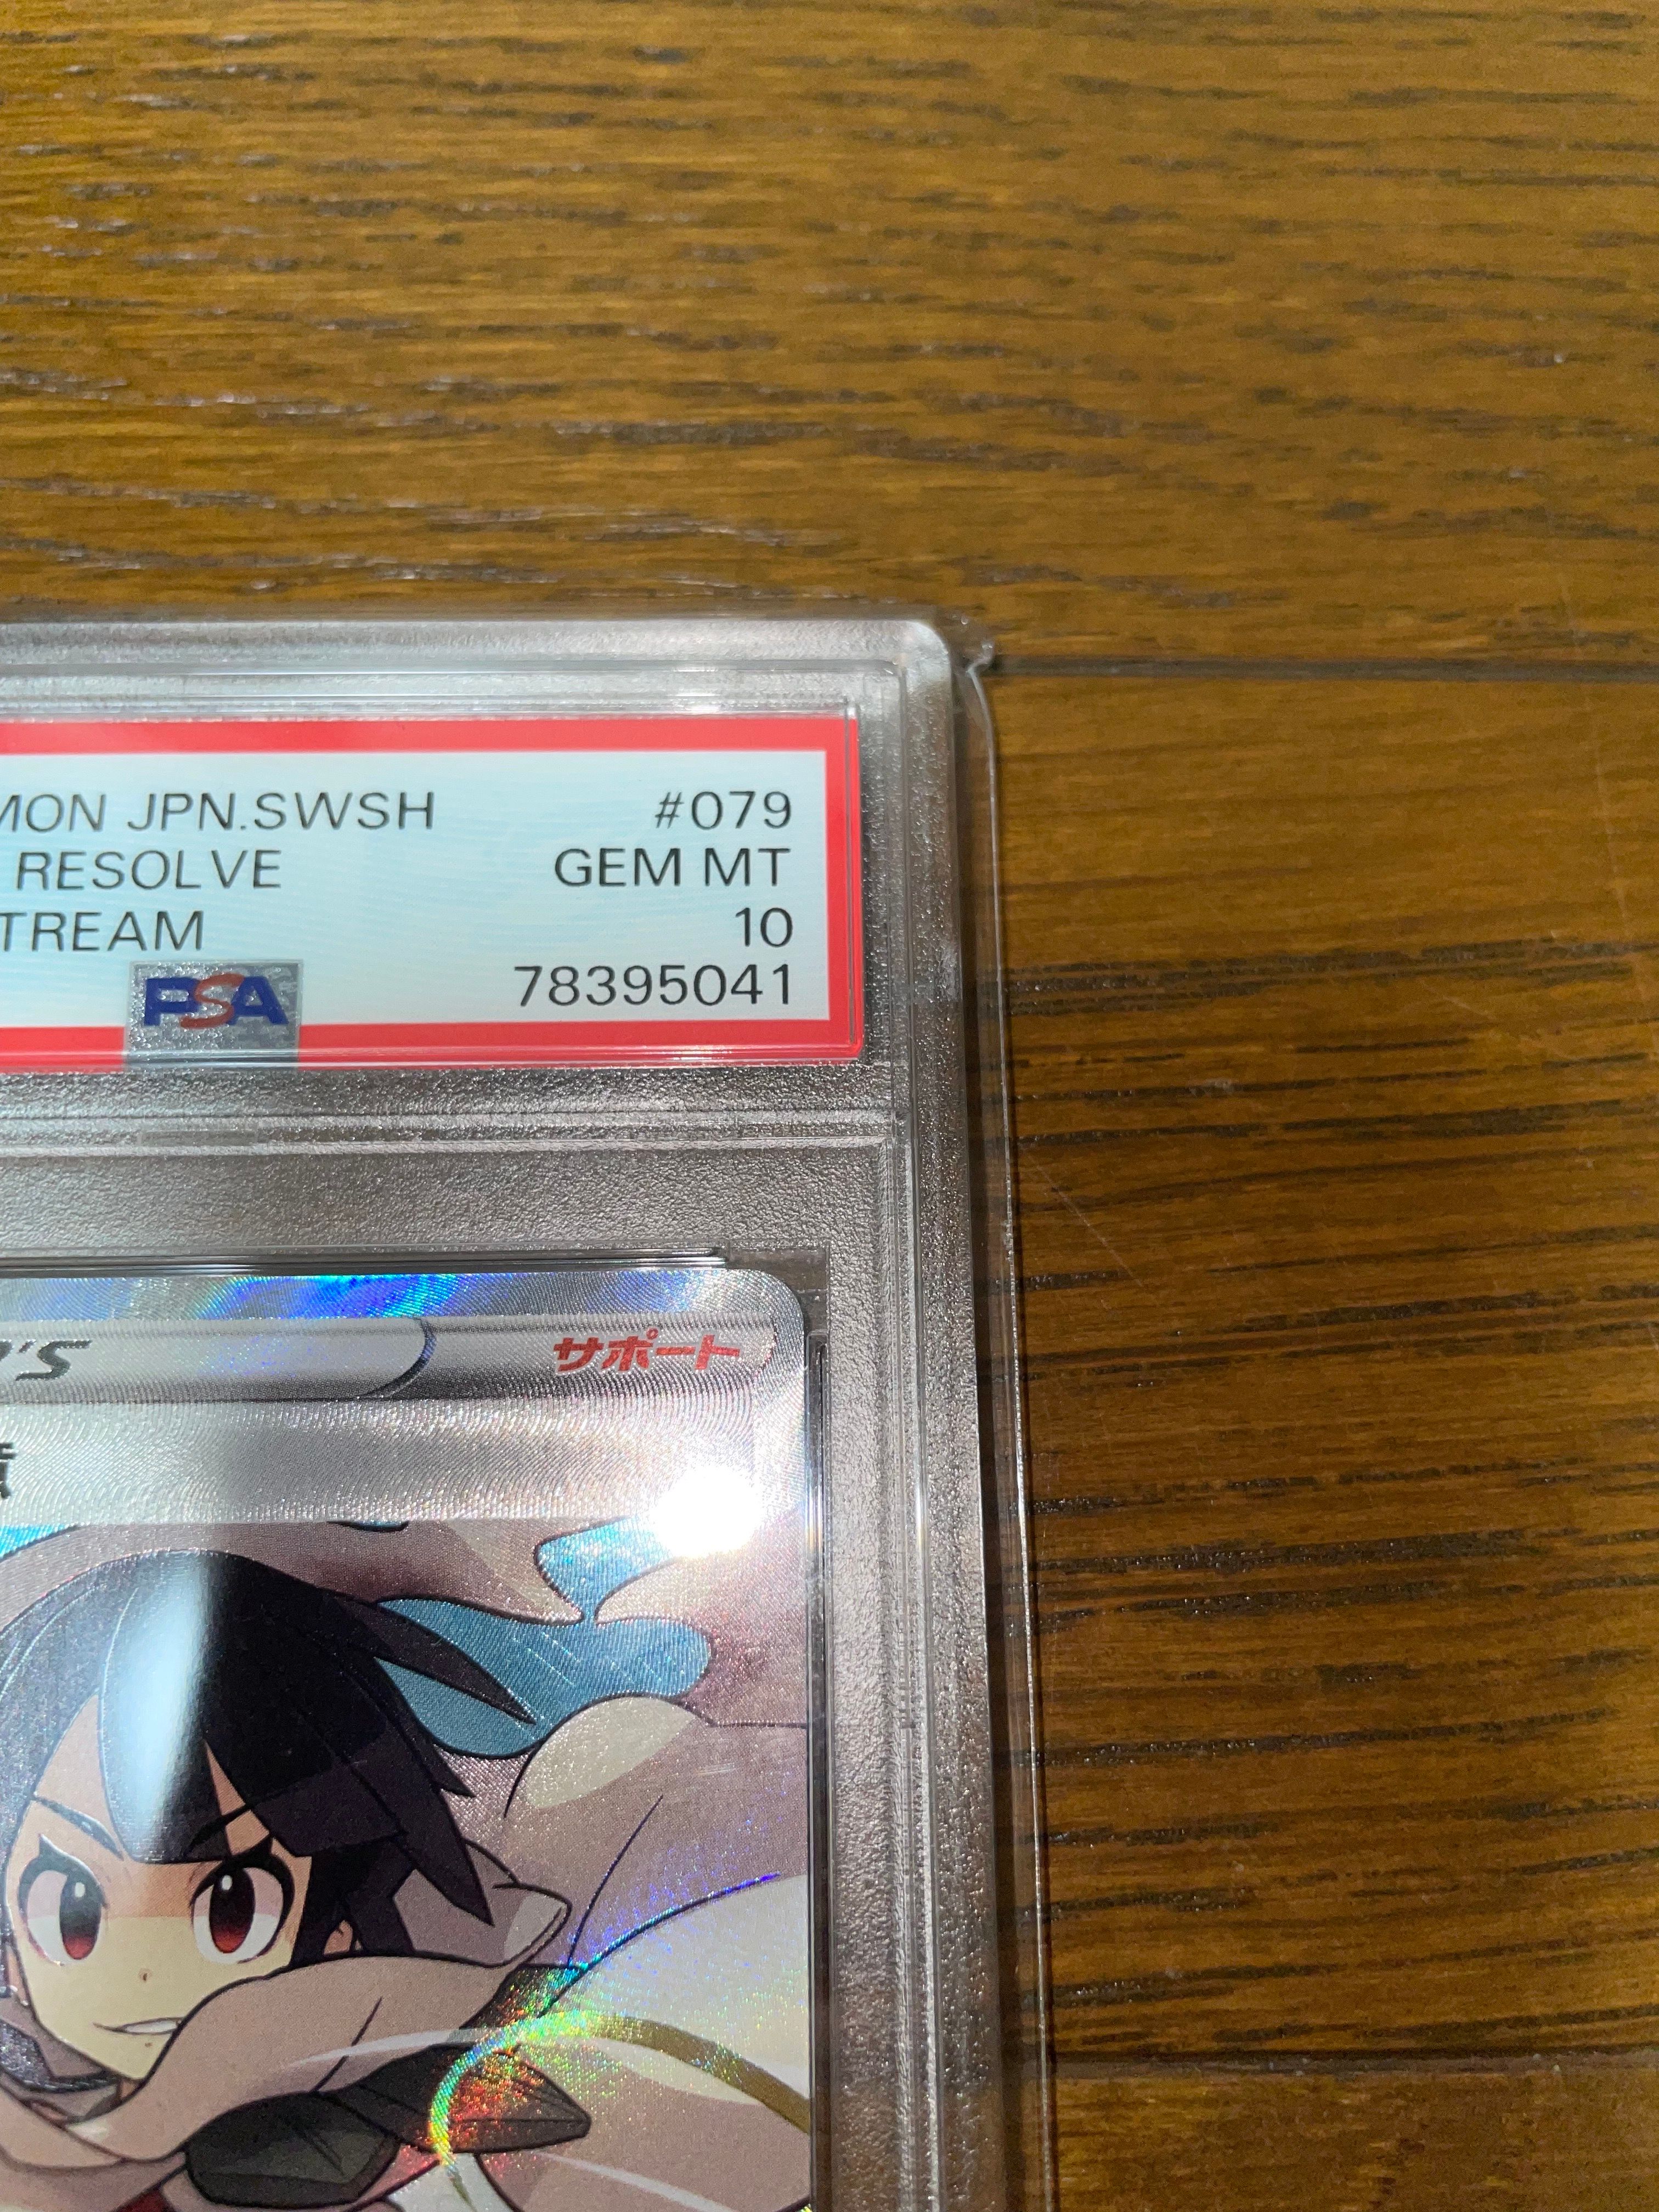 MON JPN.SWSH #079
RESOLVE GEM MT
TREAM 10
PSA 78395041
'S サポート